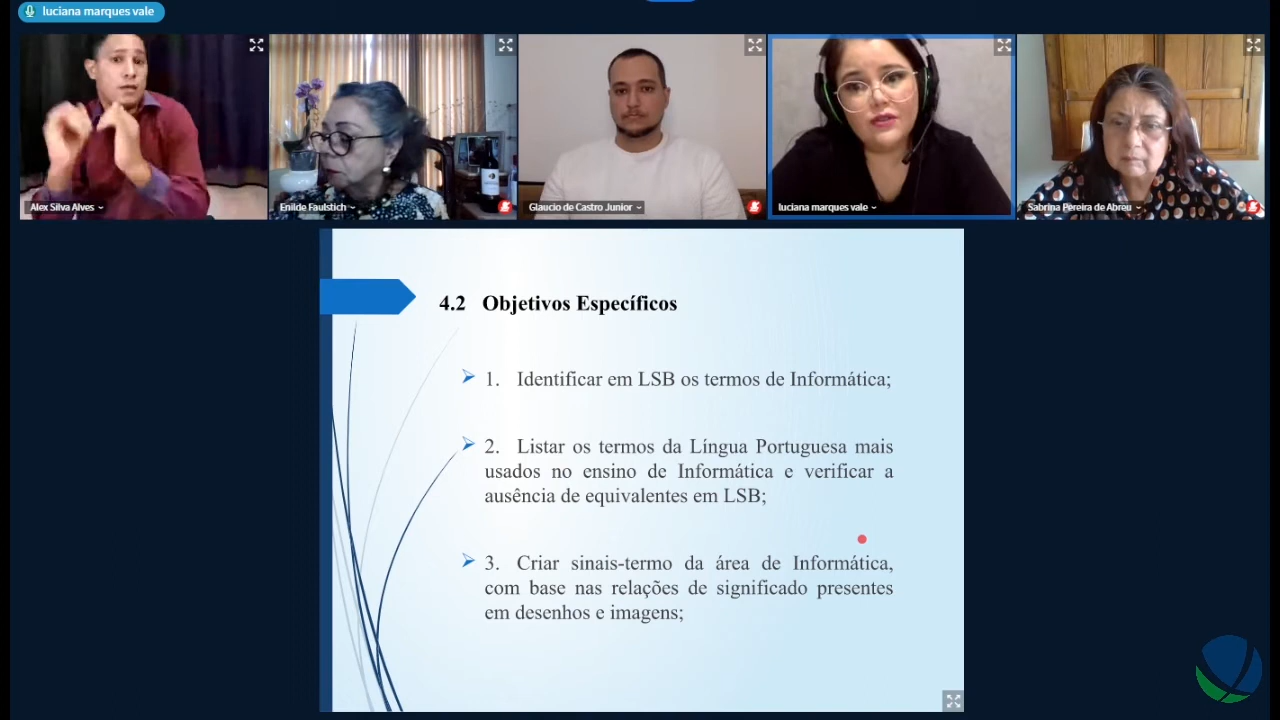 luciana marques vale
Alex Silva Alves
Enilde Faulstich
Glaucio de Castro Junior
luciana marques vale
Sabrina Pereira de Abreu
4.2 Objetivos Específicos
1. Identificar em LSB os termos de Informática;
2. Listar os termos da Língua Portuguesa mais
usados no ensino de Informática e verificar a
ausência de equivalentes em LSB;
3. Criar sinais-termo da área de Informática,
com base nas relações de significado presentes
em desenhos e imagens;